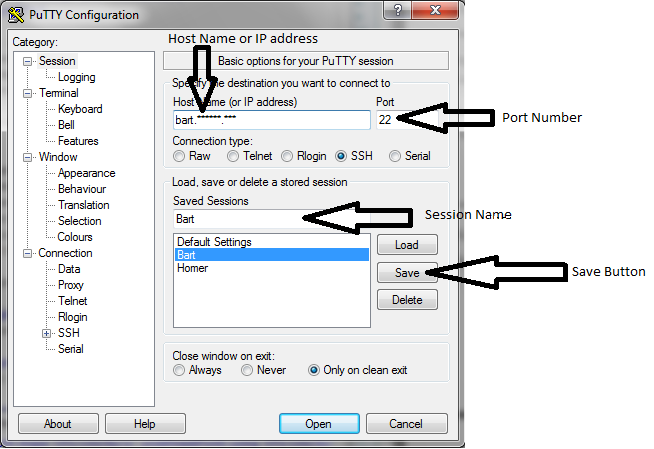 PuTTY Configuration
Category:
Session
Logging
Terminal
Keyboard
Bell
Features
Window
Appearance
Behaviour
Translation
Selection
Colours
Connection
Data
Proxy
Telnet
Rlogin
SSH
Serial
Host Name or IP address
Basic options for your PuTTY session
Specify the destination you want to connect to
Host Name (or IP address) Port
bart.******.*** 22
Port Number
Connection type:
Raw Telnet Rlogin SSH Serial
Load, save or delete a stored session
Saved Sessions
Bart
Session Name
Default Settings
Bart
Homer
Load
Save
Delete
Save Button
Close window on exit:
Always Never Only on clean exit
About Help Open Cancel